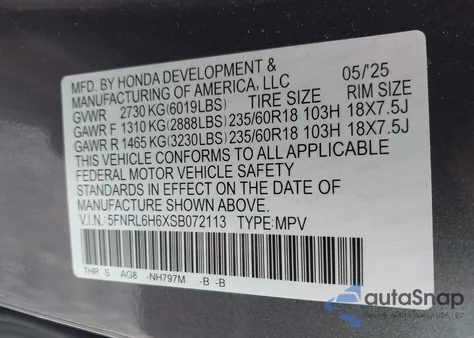 MFD. BY HONDA DEVELOPMENT &
MANUFACTURING OF AMERICA, LLC 05/'25
GVWR 2730 KG(6019LBS) TIRE SIZE RIM SIZE
GAWR F 1310 KG(2888LBS) 235/60R18 103H 18X7.5J
GAWR R 1465 KG(3230LBS) 235/60R18 103H 18X7.5J
THIS VEHICLE CONFORMS TO ALL APPLICABLE
FEDERAL MOTOR VEHICLE SAFETY
STANDARDS IN EFFECT ON THE DATE OF
MANUFACTURE SHOWN ABOVE.
V.I.N: 5FNRL6H6XSB072113 TYPE:MPV
THR S AG6 -NH797M -B -B
autoSnap